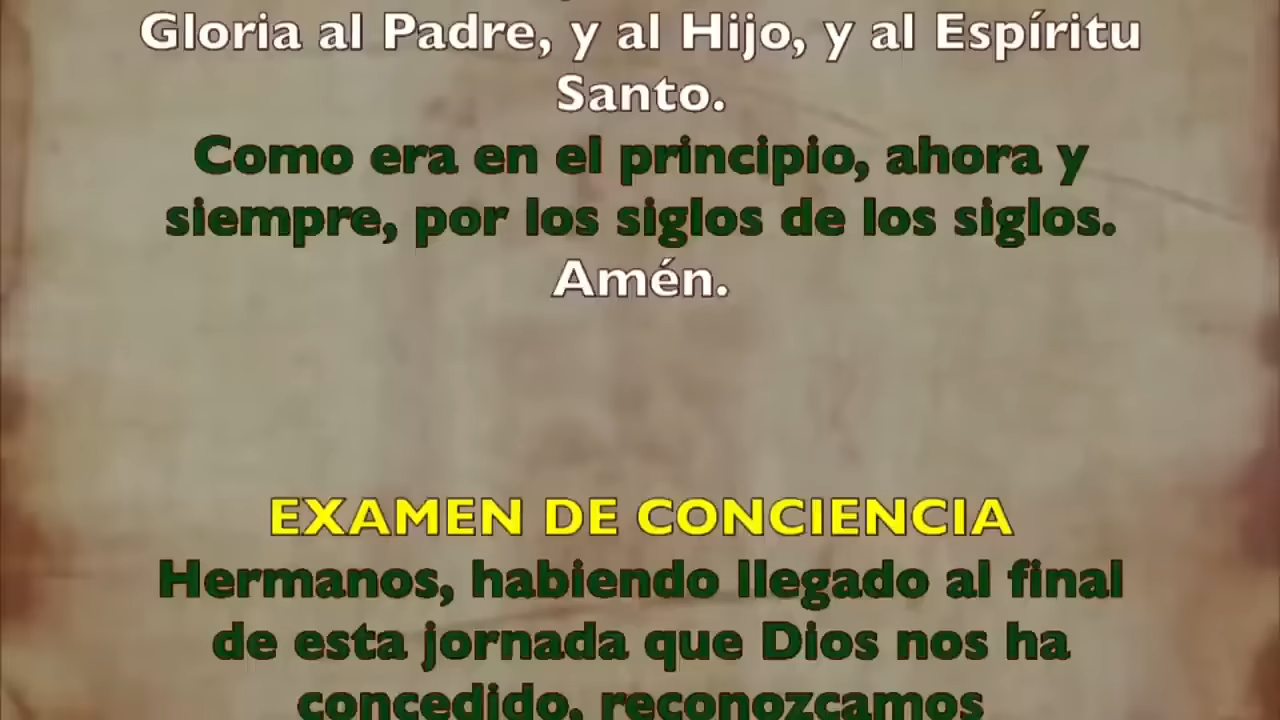 Gloria al Padre, y al Hijo, y al Espíritu
Santo.
Como era en el principio, ahora y
siempre, por los siglos de los siglos.
Amén.
EXAMEN DE CONCIENCIA
Hermanos, habiendo llegado al final
de esta jornada que Dios nos ha
concedido, reconozcamos